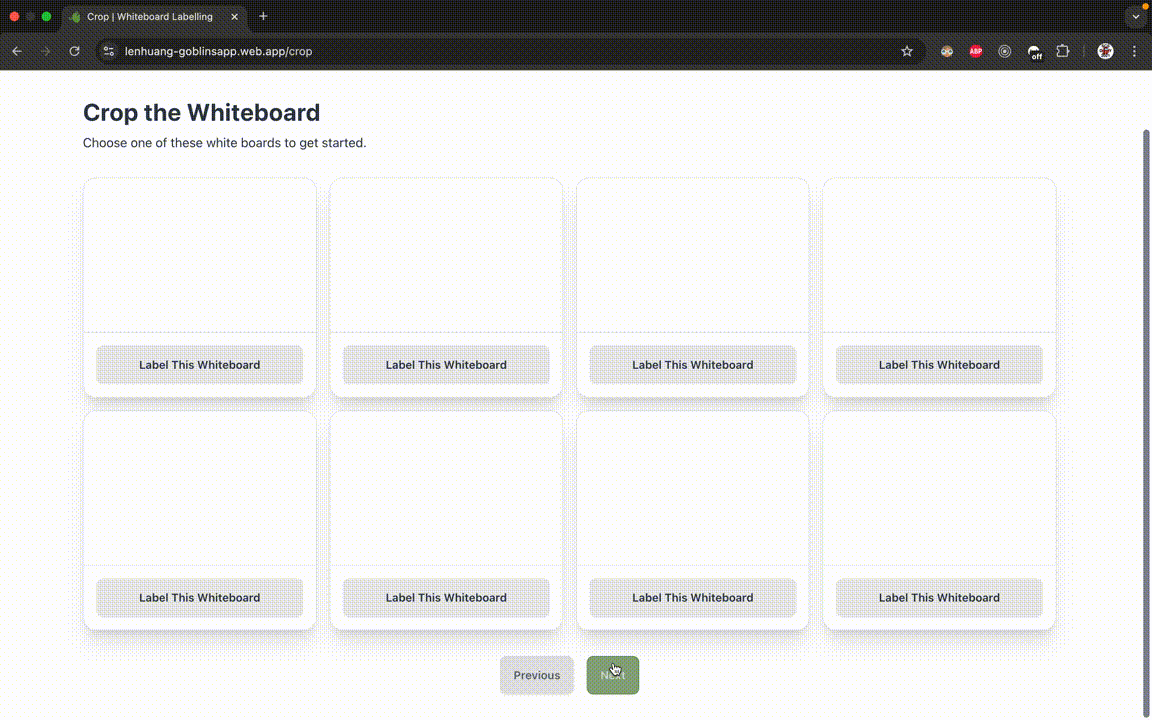 Crop | Whiteboard Labelling
lenhuang-goblinsapp.web.app/crop
ABP
off
Crop the Whiteboard
Choose one of these white boards to get started.
Label This Whiteboard
Label This Whiteboard
Label This Whiteboard
Label This Whiteboard
Label This Whiteboard
Label This Whiteboard
Label This Whiteboard
Label This Whiteboard
Previous
Next